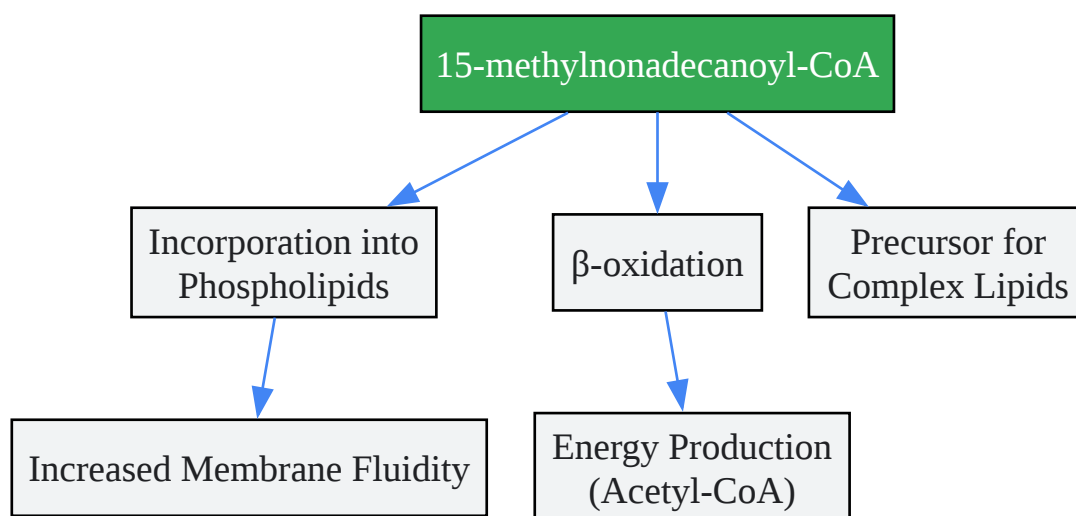 15-methylnonadecanoyl-CoA
Incorporation into
Phospholipids
β-oxidation
Precursor for
Complex Lipids
Increased Membrane Fluidity
Energy Production
(Acetyl-CoA)